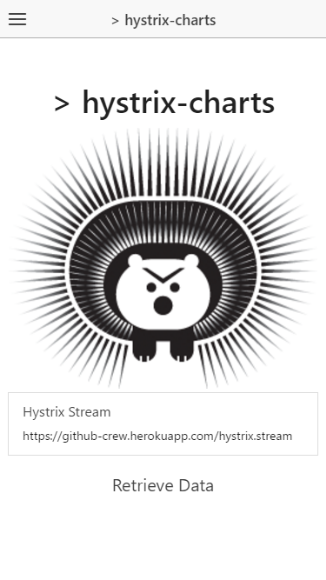 > hystrix-charts
> hystrix-charts
Hystrix Stream
https://github-crew.herokuapp.com/hystrix.stream
Retrieve Data